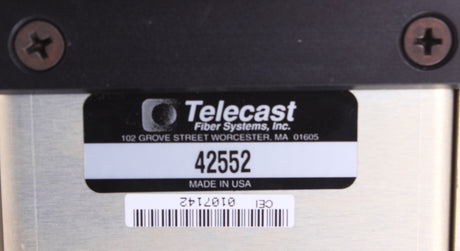 Telecast
Fiber Systems, Inc.
102 GROVE STREET WORCESTER, MA 01605
42552
MADE IN USA
CEI
0107142